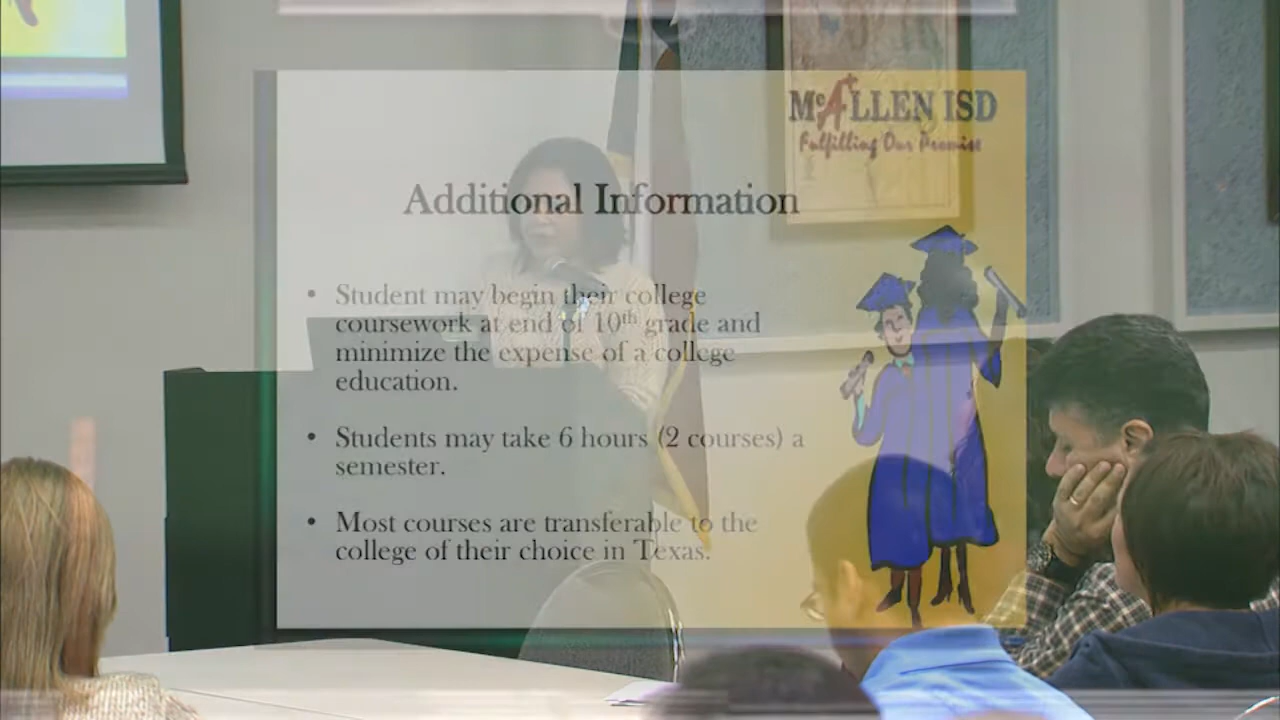 McALLEN ISD
Fulfilling Our Promise
Additional Information
• Student may begin their college
coursework at end of 10th grade and
minimize the expense of a college
education.
• Students may take 6 hours (2 courses) a
semester.
• Most courses are transferable to the
college of their choice in Texas.